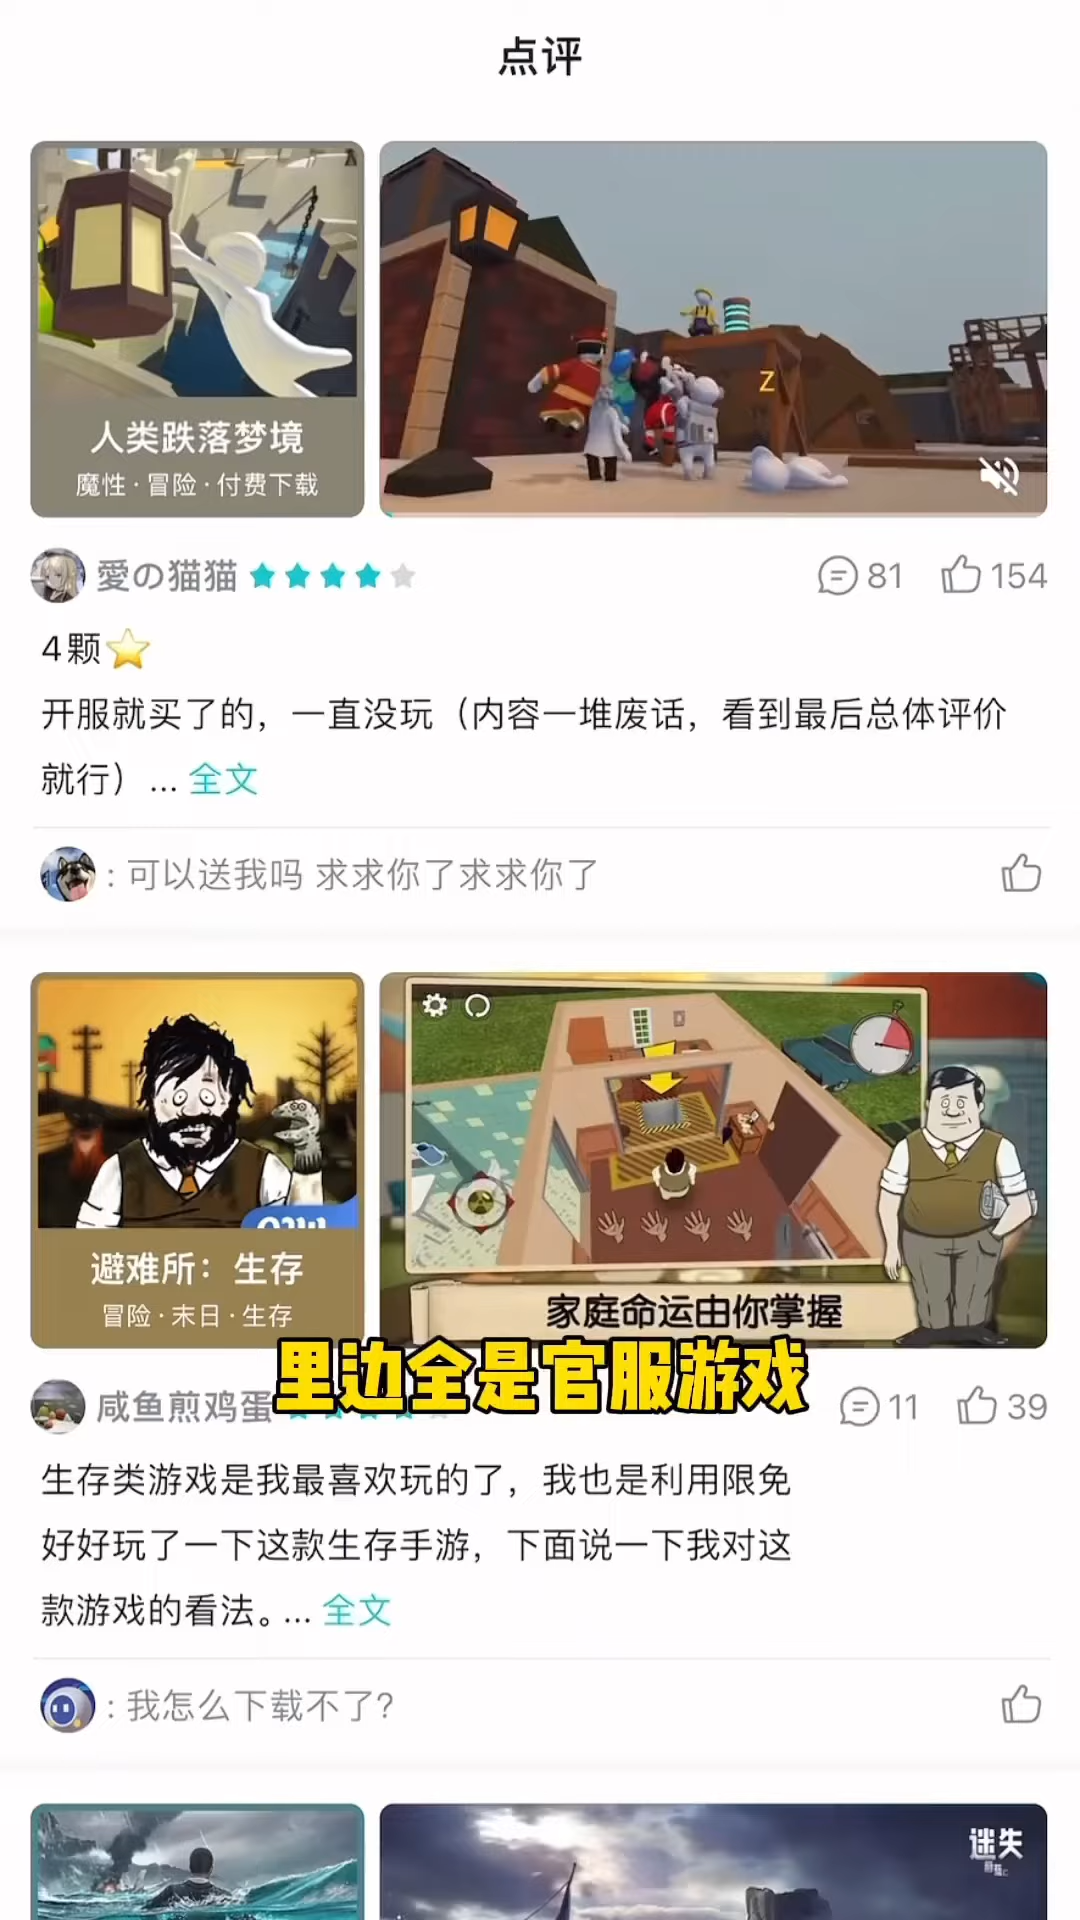 点评
人类跌落梦境
魔性·冒险·付费下载
Z
愛の猫猫
81
154
4颗⭐
开服就买了的，一直没玩（内容一堆废话，看到最后总体评价
就行）... 全文
: 可以送我吗 求求你了求求你了
避难所：生存
冒险·末日·生存
家庭命运由你掌握
里边全是官服游戏
咸鱼煎鸡蛋
11
39
生存类游戏是我最喜欢玩的了，我也是利用限免
好好玩了一下这款生存手游，下面说一下我对这
款游戏的看法。... 全文
: 我怎么下载不了?
迷失